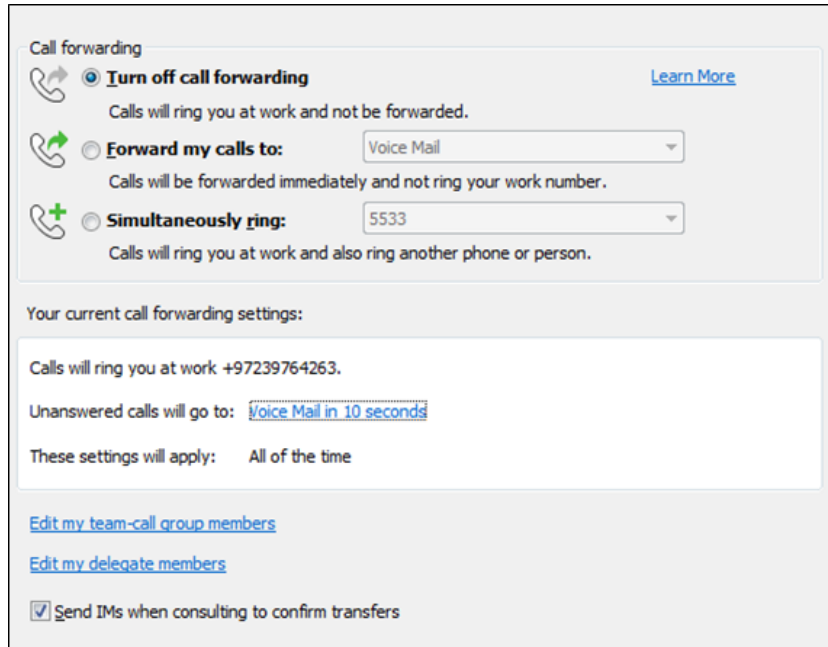 Call forwarding
Turn off call forwarding Learn More
Calls will ring you at work and not be forwarded.
Forward my calls to: Voice Mail
Calls will be forwarded immediately and not ring your work number.
Simultaneously ring: 5533
Calls will ring you at work and also ring another phone or person.
Your current call forwarding settings:
Calls will ring you at work +97239764263.
Unanswered calls will go to: Voice Mail in 10 seconds
These settings will apply: All of the time
Edit my team-call group members
Edit my delegate members
Send IMs when consulting to confirm transfers